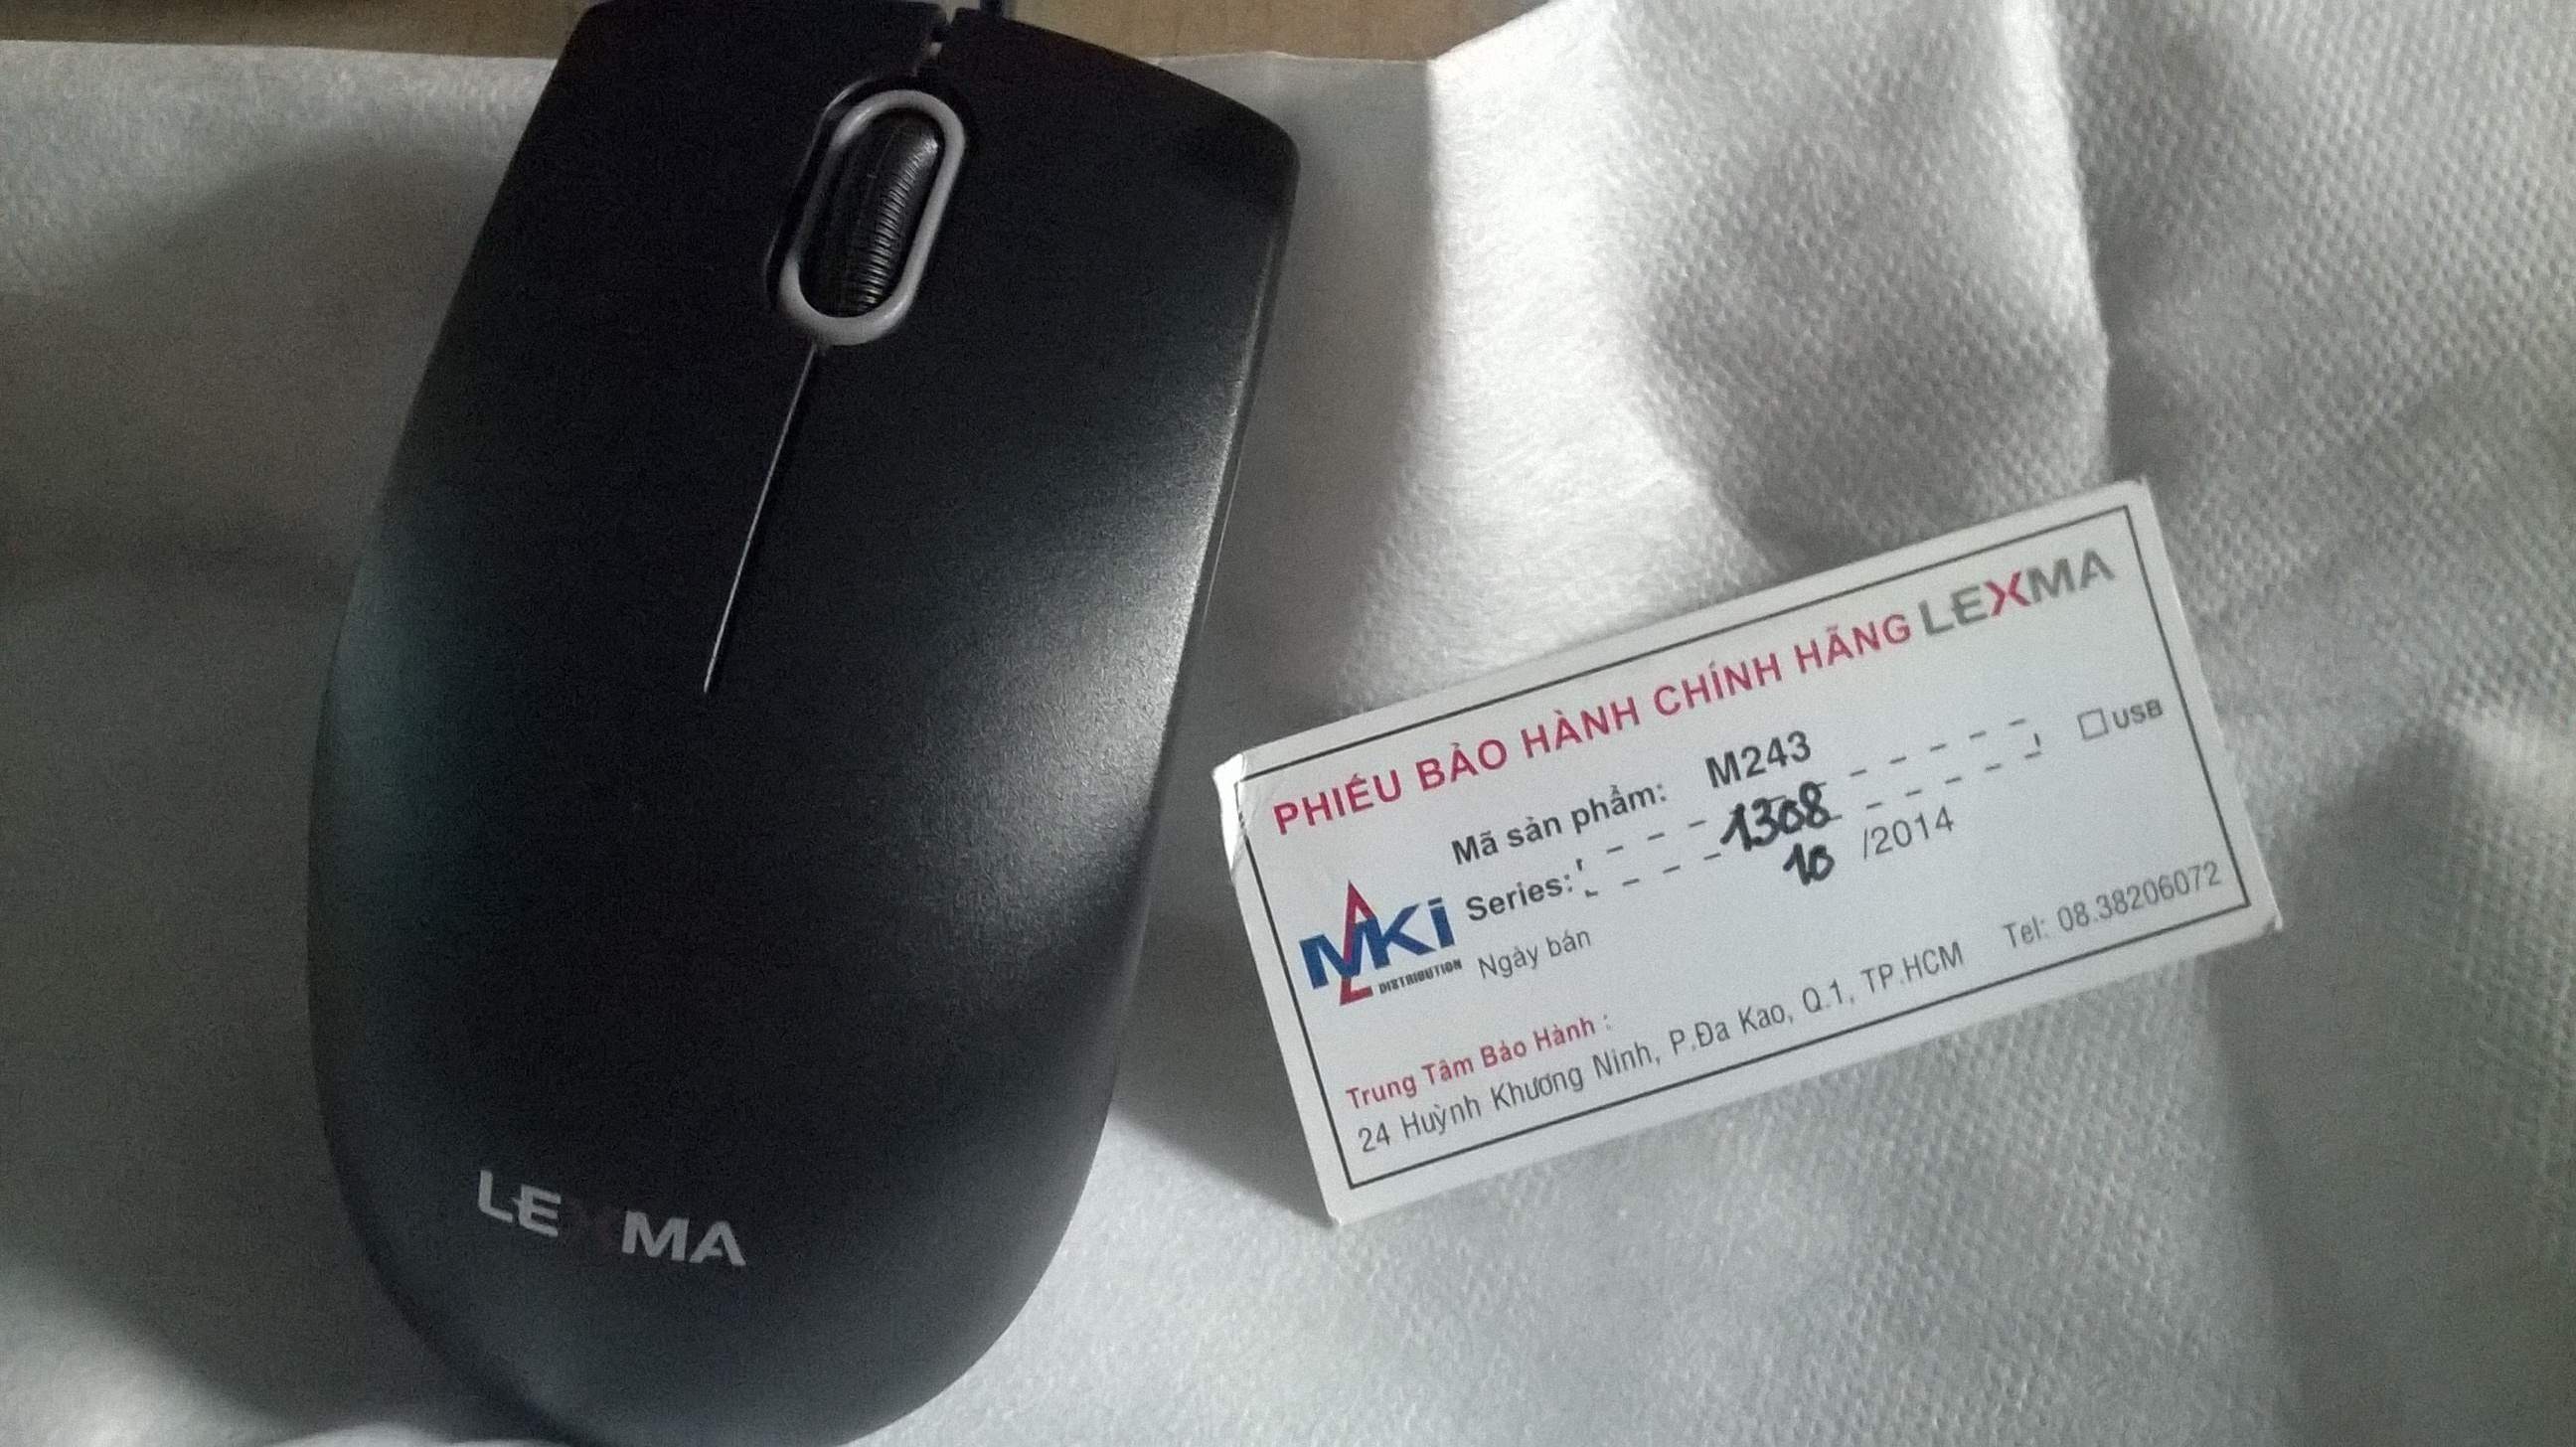 LEXMA
PHIẾU BẢO HÀNH CHÍNH HÃNG LEXMA
Mã sản phẩm: M243
Series: 1308 USB
Ngày bán 10 /2014
MKI
DISTRIBUTION
Trung Tâm Bảo Hành :
24 Huỳnh Khương Ninh, P.Đa Kao, Q.1, TP.HCM Tel: 08.38206072